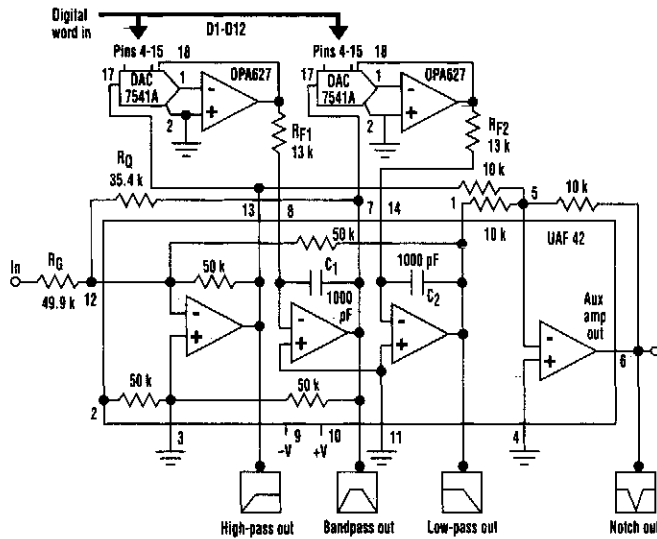 Digital
word in
D1-D12
Pins 4-15
18
Pins 4-15
18
17
DAC
7541A
1
2
OPA627
17
DAC
7541A
1
2
OPA627
RF1
13 k
RF2
13 k
RQ
35.4 k
10 k
13
8
7
14
1
5
10 k
10 k
UAF 42
50 k
In
RG
49.9 k
12
50 k
C1
1000
pF
1000 pF
C2
Aux
amp
out
6
50 k
50 k
2
3
9
-V
10
+V
11
4
High-pass out
Bandpass out
Low-pass out
Notch out